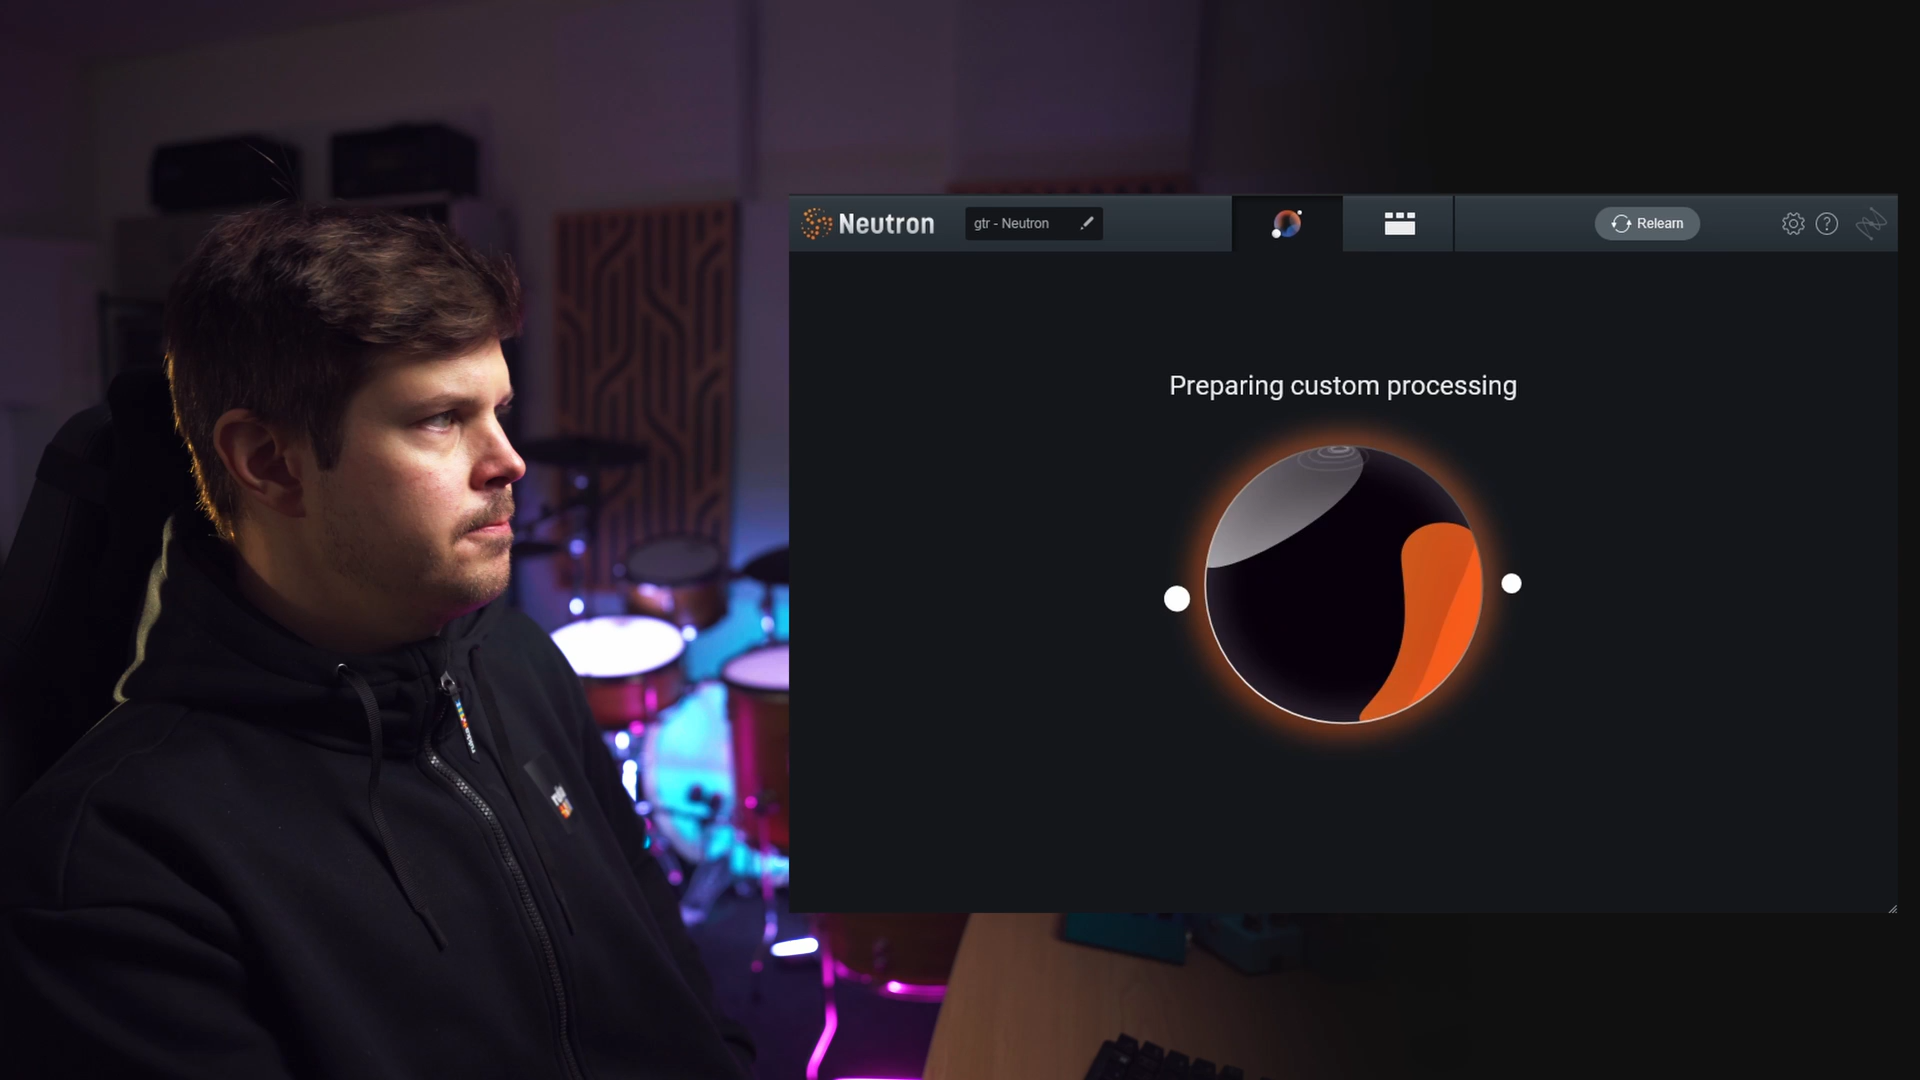 Neutron
gtr - Neutron
Relearn
?
Preparing custom processing